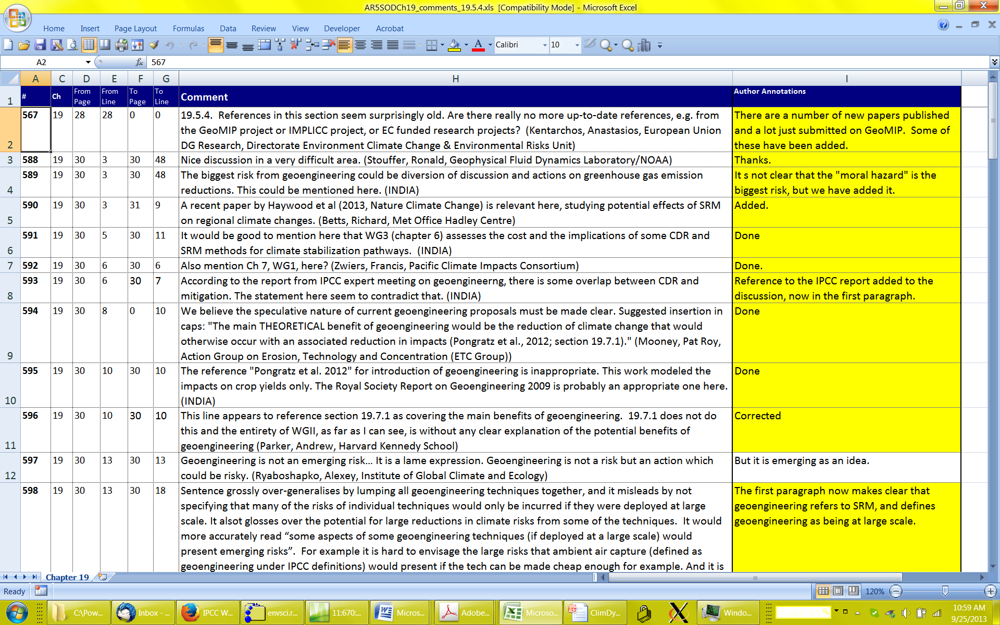 AR5SODCh19_comments_19.5.4.xls [Compatibility Mode] - Microsoft Excel
Home Insert Page Layout Formulas Data Review View Developer Acrobat
Calibri 10
A2 fx 567
A C D E F G H I
1 # Ch From Page From Line To Page To Line Comment Author Annotations
567 19 28 28 0 0 19.5.4. References in this section seem surprisingly old. Are there really no more up-to-date references, e.g. from
the GeoMIP project or IMPLICC project, or EC funded research projects? (Kentarchos, Anastasios, European Union
DG Research, Directorate Environment Climate Change & Environmental Risks Unit)
There are a number of new papers published
and a lot just submitted on GeoMIP. Some of
these have been added.
2
3 588 19 30 3 30 48 Nice discussion in a very difficult area. (Stouffer, Ronald, Geophysical Fluid Dynamics Laboratory/NOAA) Thanks.
589 19 30 3 30 48 The biggest risk from geoengineering could be diversion of discussion and actions on greenhouse gas emission
reductions. This could be mentioned here. (INDIA)
It s not clear that the "moral hazard" is the
biggest risk, but we have added it.
4
590 19 30 3 31 9 A recent paper by Haywood et al (2013, Nature Climate Change) is relevant here, studying potential effects of SRM
on regional climate changes. (Betts, Richard, Met Office Hadley Centre)
Added.
5
591 19 30 5 30 11 It would be good to mention here that WG3 (chapter 6) assesses the cost and the implications of some CDR and
SRM methods for climate stabilization pathways. (INDIA)
Done
6
7 592 19 30 6 30 6 Also mention Ch 7, WG1, here? (Zwiers, Francis, Pacific Climate Impacts Consortium) Done.
593 19 30 6 30 7 According to the report from IPCC expert meeting on geoengineerng, there is some overlap between CDR and
mitigation. The statement here seem to contradict that. (INDIA)
Reference to the IPCC report added to the
discussion, now in the first paragraph.
8
594 19 30 8 0 10 We believe the speculative nature of current geoengineering proposals must be made clear. Suggested insertion in
caps: "The main THEORETICAL benefit of geoengineering would be the reduction of climate change that would
otherwise occur with an associated reduction in impacts (Pongratz et al., 2012; section 19.7.1)." (Mooney, Pat Roy,
Action Group on Erosion, Technology and Concentration (ETC Group))
Done
9
595 19 30 10 30 10 The reference "Pongratz et al. 2012" for introduction of geoengineering is inappropriate. This work modeled the
impacts on crop yields only. The Royal Society Report on Geoengineering 2009 is probably an appropriate one here.
(INDIA)
Done
10
596 19 30 10 30 10 This line appears to reference section 19.7.1 as covering the main benefits of geoengineering. 19.7.1 does not do
this and the entirety of WGII, as far as I can see, is without any clear explanation of the potential benefits of
geoengineering (Parker, Andrew, Harvard Kennedy School)
Corrected
11
597 19 30 13 30 13 Geoengineering is not an emerging risk... It is a lame expression. Geoengineering is not a risk but an action which
could be risky. (Ryaboshapko, Alexey, Institute of Global Climate and Ecology)
But it is emerging as an idea.
12
598 19 30 13 30 18 Sentence grossly over-generalises by lumping all geoengineering techniques together, and it misleads by not
specifying that many of the risks of individual techniques would only be incurred if they were deployed at large
scale. It alsot glosses over the potential for large reductions in climate risks from some of the techniques. It would
more accurately read “some aspects of some geoengineering techniques (if deployed at a large scale) would
present emerging risks”. For example it is hard to envisage the large risks that ambient air capture (defined as
geoengineering under IPCC definitions) would present if the tech can be made cheap enough for example. And it is
The first paragraph now makes clear that
geoengineering refers to SRM, and defines
geoengineering as being at large scale.
Chapter 19
Ready 120%
C:\Pow... Inbox - ... IPCC W... envsci.r... 11:670:... Micros... Adobe... Microso... ClimDy... Windo...
10:59 AM
9/25/2013